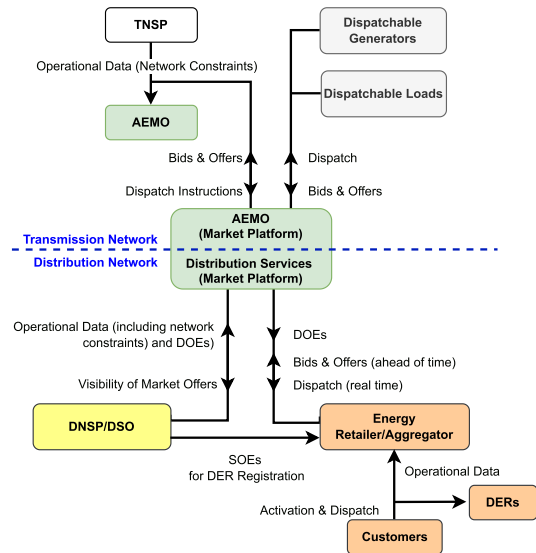 TNSP
Dispatchable
Generators
Operational Data (Network Constraints)
Dispatchable Loads
AEMO
Bids & Offers
Dispatch
Dispatch Instructions
Bids & Offers
AEMO
(Market Platform)
Transmission Network
Distribution Network
Distribution Services
(Market Platform)
Operational Data (including network
constraints) and DOEs)
DOEs
Bids & Offers (ahead of time)
Visibility of Market Offers
Dispatch (real time)
DNSP/DSO
Energy
Retailer/Aggregator
SOEs
for DER Registration
Operational Data
DERs
Activation & Dispatch
Customers